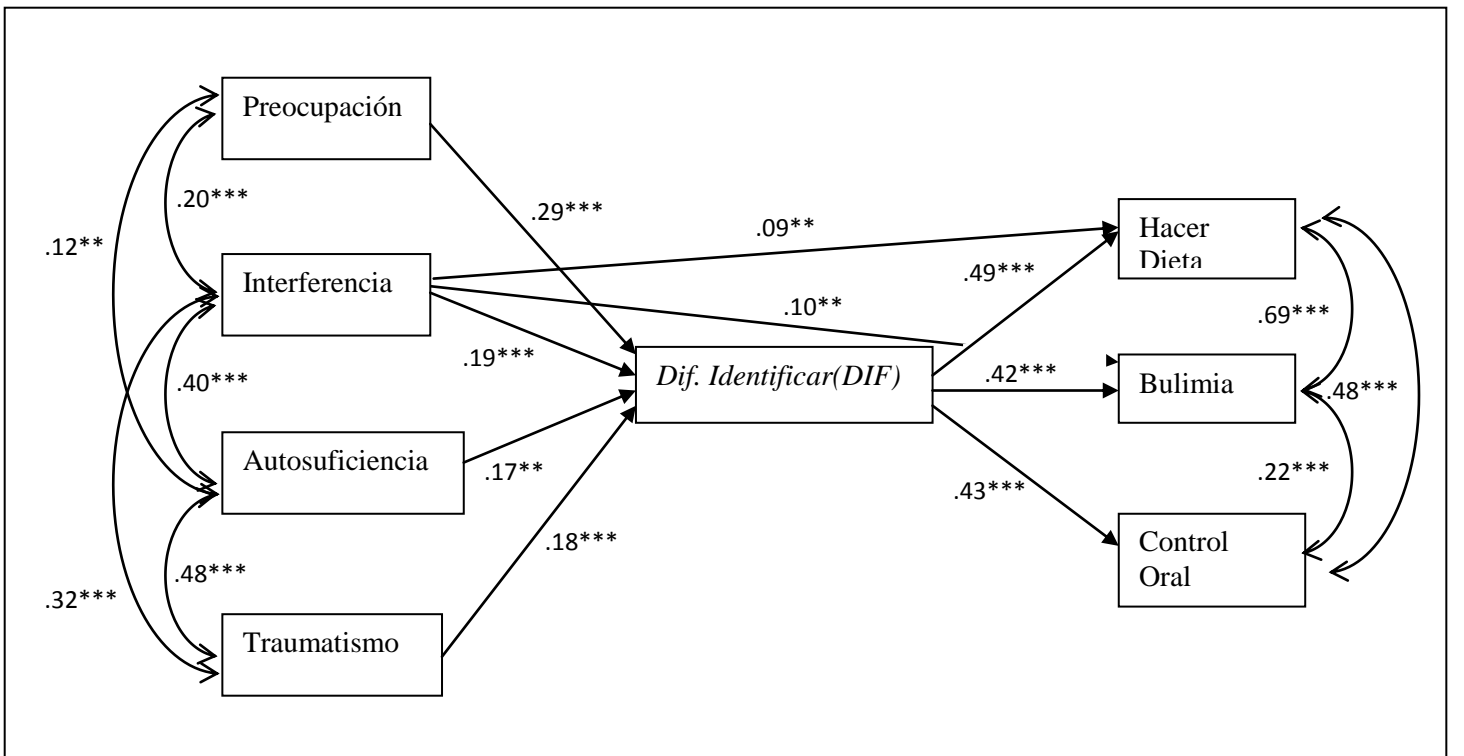 Preocupación
.20***
.29***
.12**
Interferencia
.09**
Hacer
Dieta
.49***
.10**
.69***
.19***
Dif. Identificar(DIF)
.42***
Bulimia
.48***
.40***
Autosuficiencia
.17**
.43***
.22***
.18***
Control
Oral
.48***
.32***
Traumatismo